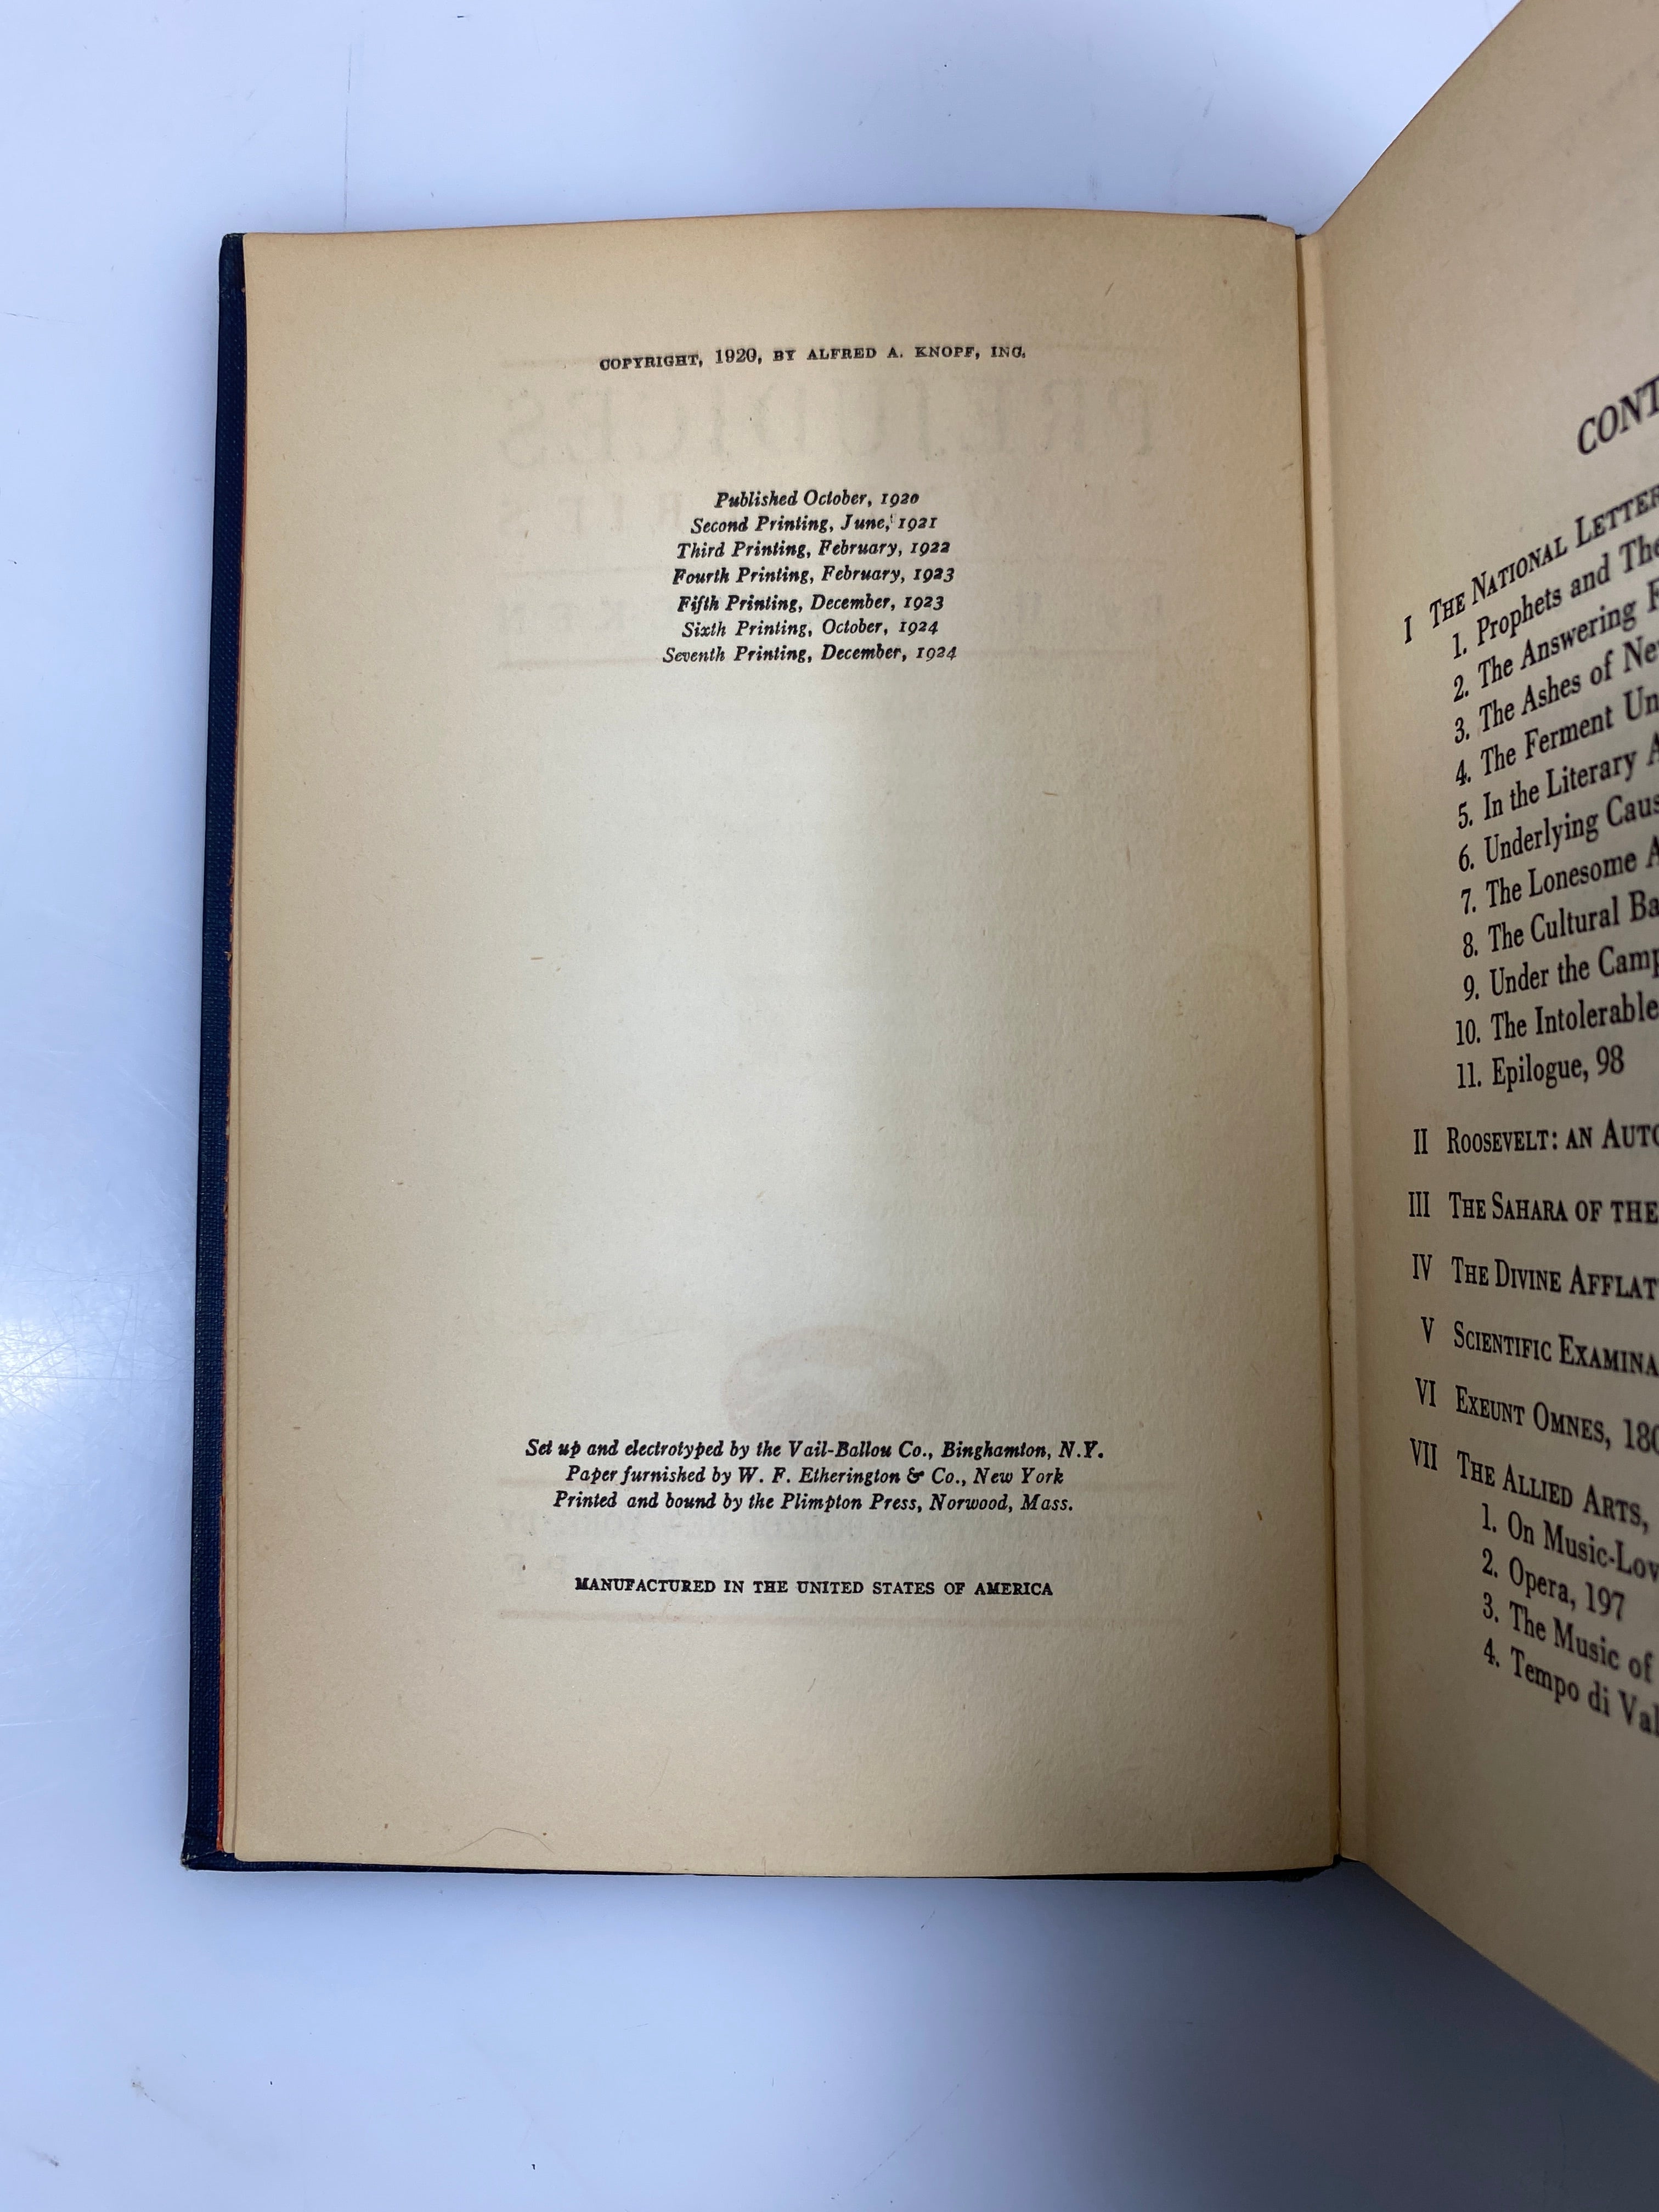 COPYRIGHT, 1920, BY ALFRED A. KNOPF, INC.
PREJUDICES
Published October, 1920
Second Printing, June, 1921
Third Printing, February, 1922
Fourth Printing, February, 1923
Fifth Printing, December, 1923
Sixth Printing, October, 1924
Seventh Printing, December, 1924
Set up and electrotyped by the Vail-Ballou Co., Binghamton, N.Y.
Paper furnished by W. F. Etherington & Co., New York
Printed and bound by the Plimpton Press, Norwood, Mass.
MANUFACTURED IN THE UNITED STATES OF AMERICA
CONT
I THE NATIONAL LETTER
1. Prophets and The
2. The Answering
3. The Ashes of Ne
4. The Ferment Un
5. In the Literary A
6. Underlying Caus
7. The Lonesome A
8. The Cultural Ba
9. Under the Camp
10. The Intolerable
11. Epilogue, 98
II ROOSEVELT: AN AUTO
III THE SAHARA OF THE
IV THE DIVINE AFFLAT
V SCIENTIFIC EXAMINA
VI EXEUNT OMNES, 180
VII THE ALLIED ARTS,
1. On Music-Lov
2. Opera, 197
3. The Music of
4. Tempo di Val